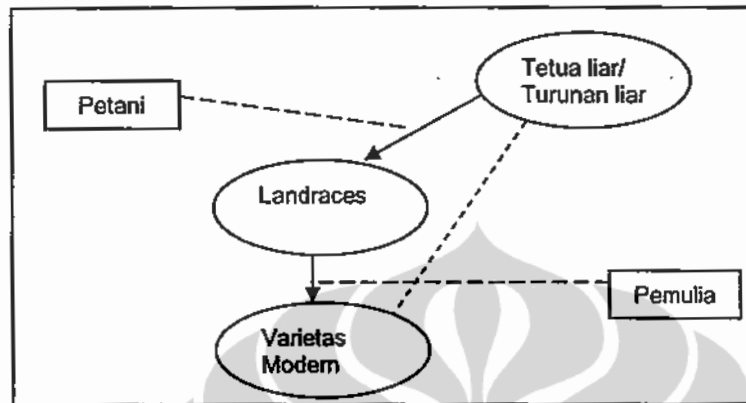 Tetua liar/
Turunan liar
Petani
Landraces
Pemulia
Varietas
Modern